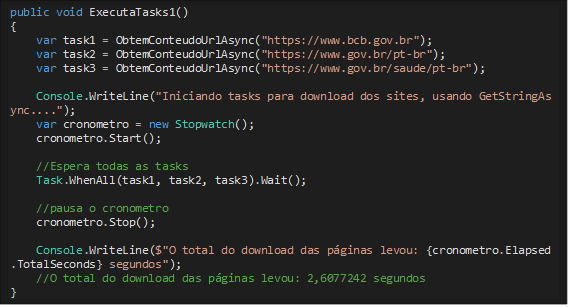 public void ExecutaTasks1()
{
    var task1 = ObtemConteudoUrlAsync("https://www.bcb.gov.br");
    var task2 = ObtemConteudoUrlAsync("https://www.gov.br/pt-br");
    var task3 = ObtemConteudoUrlAsync("https://www.gov.br/saude/pt-br");

    Console.WriteLine("Iniciando tasks para download dos sites, usando GetStringAs
ync....");
    var cronometro = new Stopwatch();
    cronometro.Start();

    //Espera todas as tasks
    Task.WhenAll(task1, task2, task3).Wait();

    //pausa o cronometro
    cronometro.Stop();

    Console.WriteLine($"O total do download das páginas levou: {cronometro.Elapsed
.TotalSeconds} segundos");
    //O total do download das páginas levou: 2,6077242 segundos
}